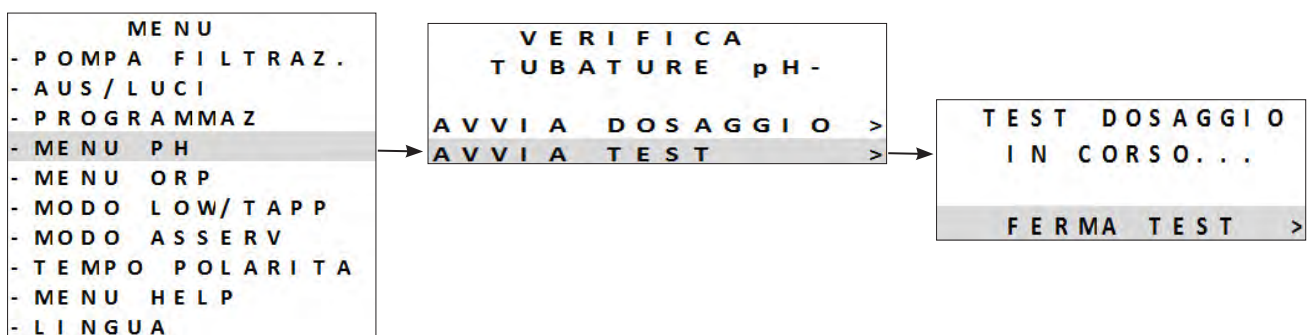 MENU
- POMPA FILTRAZ.
- AUS/LUCI
- PROGRAMMAZ
- MENU PH
- MENU ORP
- MODO LOW/TAPP
- MODO ASSERV
- TEMPO POLARITA
- MENU HELP
- LINGUA
VERIFICA
TUBATURE pH-
AVVIA DOSAGGIO >
AVVIA TEST >
TEST DOSAGGIO
IN CORSO...
FERMA TEST >